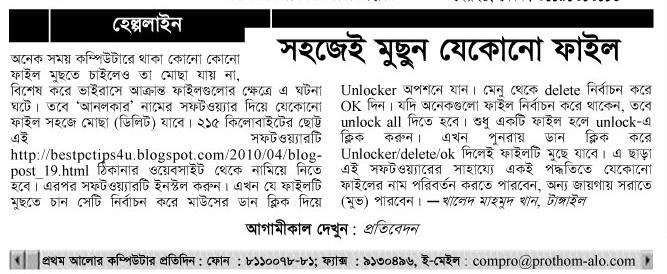 হেল্পলাইন
সহজেই মুছুন যেকোনো ফাইল
অনেক সময় কম্পিউটারে থাকা কোনো কোনো
ফাইল মুছতে চাইলেও তা মোছা যায় না,
বিশেষ করে ভাইরাসে আক্রান্ত ফাইলগুলোর ক্ষেত্রে এ ঘটনা
ঘটে। তবে 'আনলকার' নামের সফটওয়্যার দিয়ে যেকোনো
ফাইল সহজে মোছা (ডিলিট) যাবে। ২১৫ কিলোবাইটের ছোট্ট
এই সফটওয়্যারটি
http://bestpctips4u.blogspot.com/2010/04/blog-
post_19.html ঠিকানার ওয়েবসাইট থেকে নামিয়ে নিতে
হবে। এরপর সফটওয়্যারটি ইনস্টল করুন। এখন যে ফাইলটি
মুছতে চান সেটি নির্বাচন করে মাউসের ডান ক্লিক দিয়ে
Unlocker অপশনে যান। মেনু থেকে delete নির্বাচন করে
OK দিন। যদি অনেকগুলো ফাইল নির্বাচন করে থাকেন, তবে
unlock all দিতে হবে। শুধু একটি ফাইল হলে unlock-এ
ক্লিক করুন। এখন পুনরায় ডান ক্লিক করে
Unlocker/delete/ok দিলেই ফাইলটি মুছে যাবে। এ ছাড়া
এই সফটওয়্যারের সাহায্যে একই পদ্ধতিতে যেকোনো
ফাইলের নাম পরিবর্তন করতে পারবেন, অন্য জায়গায় সরাতে
(মুভ) পারবেন। —খালেদ মাহমুদ খান, টাঙ্গাইল
আগামীকাল দেখুন : প্রতিবেদন
প্রথম আলোর কম্পিউটার প্রতিদিন : ফোন : ৮১১০০৭৮-৮১; ফ্যাক্স : ৯১৩০৪৯৬, ই-মেইল : compro@prothom-alo.com